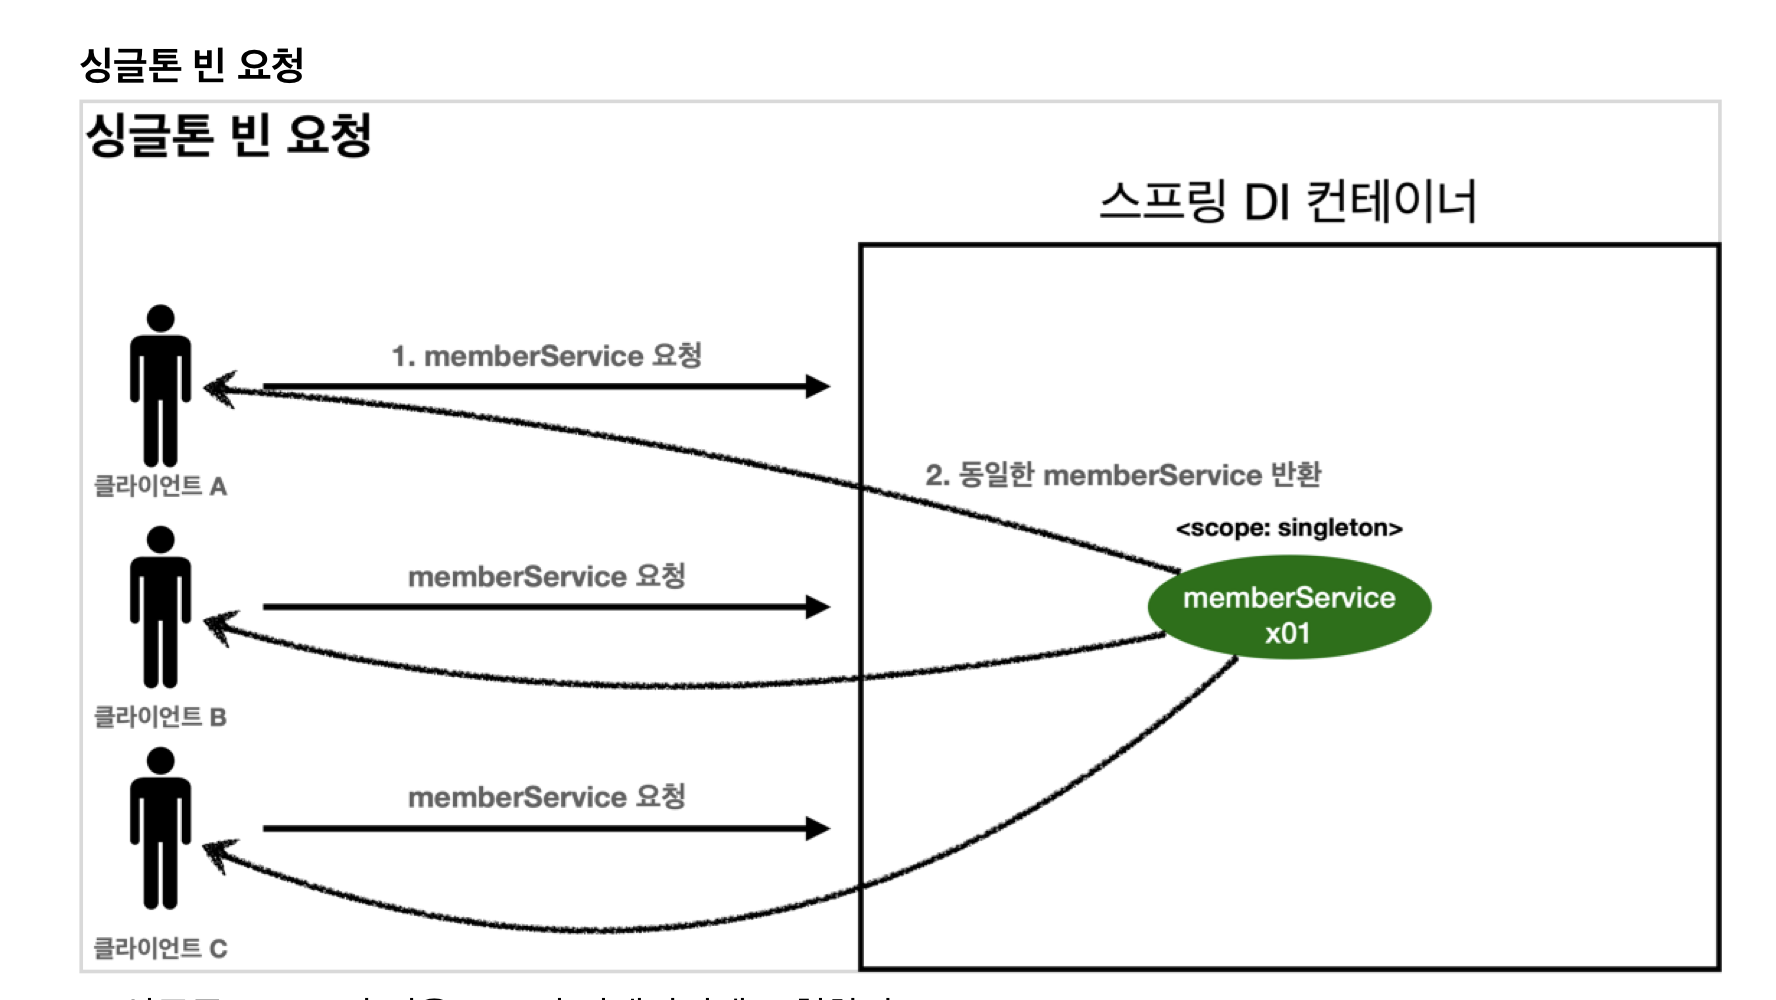 싱글톤 빈 요청
싱글톤 빈 요청
스프링 DI 컨테이너
1. memberService 요청
클라이언트 A
2. 동일한 memberService 반환
<scope: singleton>
memberService
x01
memberService 요청
클라이언트 B
memberService 요청
클라이언트 C